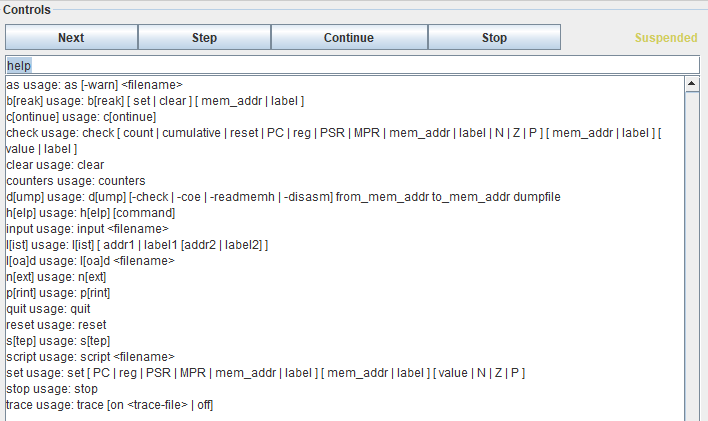 Controls
Next Step Continue Stop Suspended
help
as usage: as [-warn] <filename>
b[reak] usage: b[reak] [ set | clear ] [ mem_addr | label ]
c[ontinue] usage: c[ontinue]
check usage: check [ count | cumulative | reset | PC | reg | PSR | MPR | mem_addr | label | N | Z | P ] [ mem_addr | label ] [
value | label ]
clear usage: clear
counters usage: counters
d[ump] usage: d[ump] [-check | -coe | -readmemh | -disasm] from_mem_addr to_mem_addr dumpfile
h[elp] usage: h[elp] [command]
input usage: input <filename>
l[ist] usage: l[ist] [ addr1 | label1 [addr2 | label2] ]
l[oa]d usage: l[oa]d <filename>
n[ext] usage: n[ext]
p[rint] usage: p[rint]
quit usage: quit
reset usage: reset
s[tep] usage: s[tep]
script usage: script <filename>
set usage: set [ PC | reg | PSR | MPR | mem_addr | label ] [ mem_addr | label ] [ value | N | Z | P ]
stop usage: stop
trace usage: trace [on <trace-file> | off]